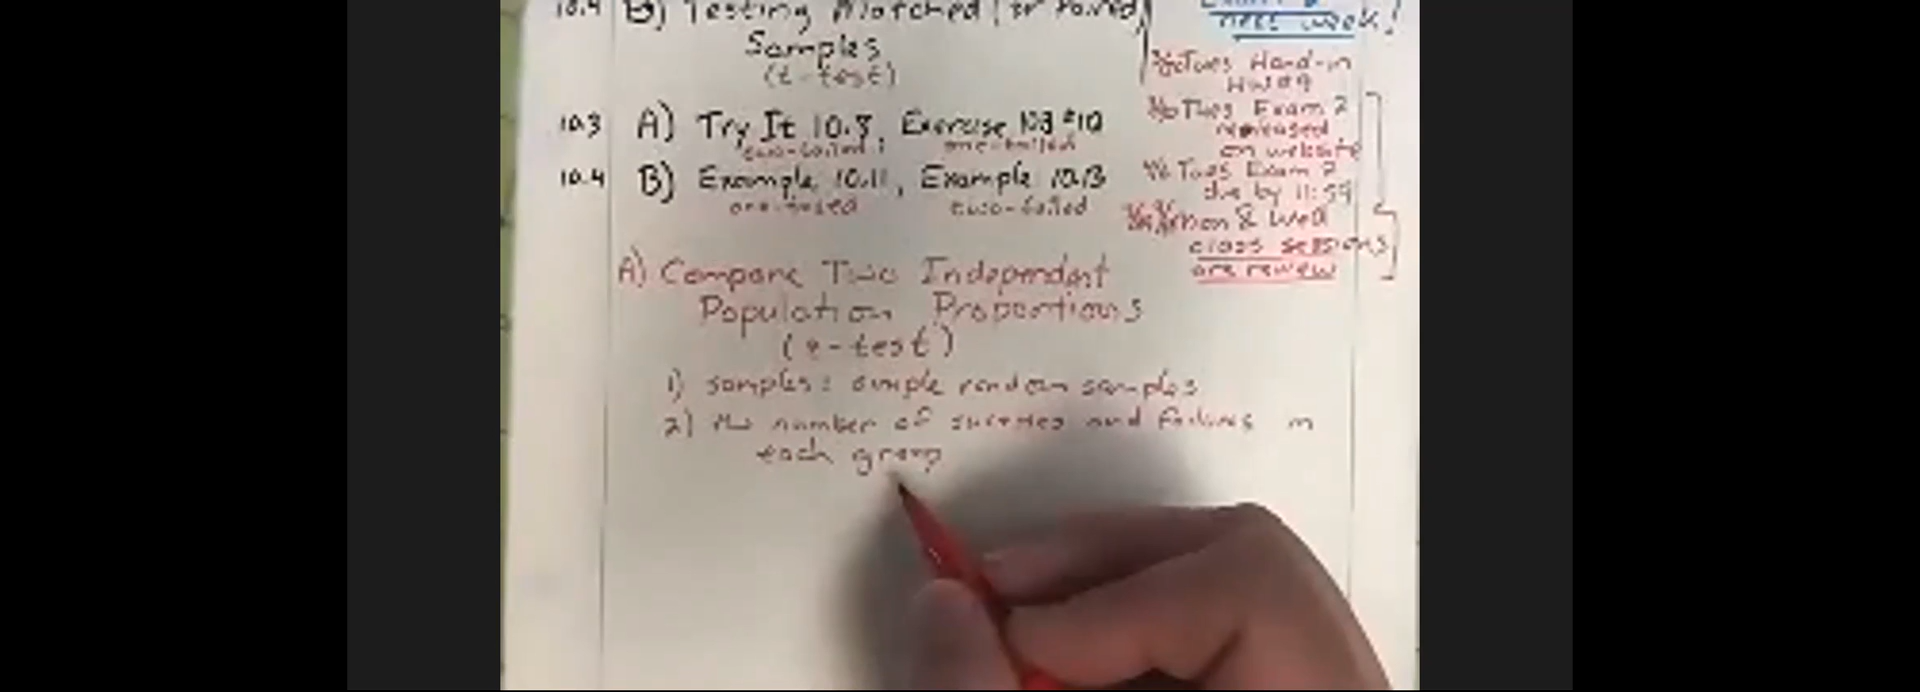 10.4 B) Testing Matched (or Paired)
Samples
(t-test)
10.3 A) Try It 10.8, Exercise 10.3 #10
two-tailed, one-tailed
10.4 B) Example 10.11, Example 10.13
one-tailed two-tailed
next week!
Tues Hand-in
HW#9
Thurs Exam 2
released
on website
Tues Exam 2
due by 11:59
Mon & Wed
class sessions
are review
A) Compare Two Independent
Population Proportions
(z-test)
1) samples: simple random samples
2) the number of successes and failures in
each group